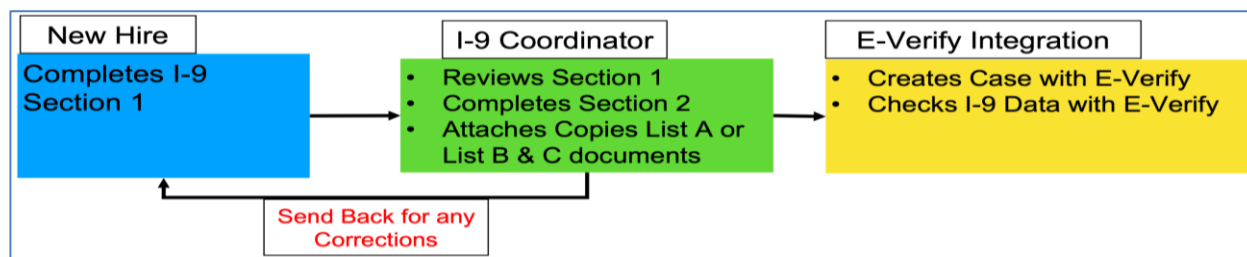 New Hire
Completes I-9
Section 1
I-9 Coordinator
• Reviews Section 1
• Completes Section 2
• Attaches Copies List A or
List B & C documents
E-Verify Integration
• Creates Case with E-Verify
• Checks I-9 Data with E-Verify
Send Back for any
Corrections